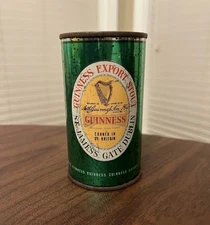 GUINNESS EXPORT STOUT
GUINNESS
CANNED IN
GT. BRITAIN
ST. JAMES'S GATE DUBLIN